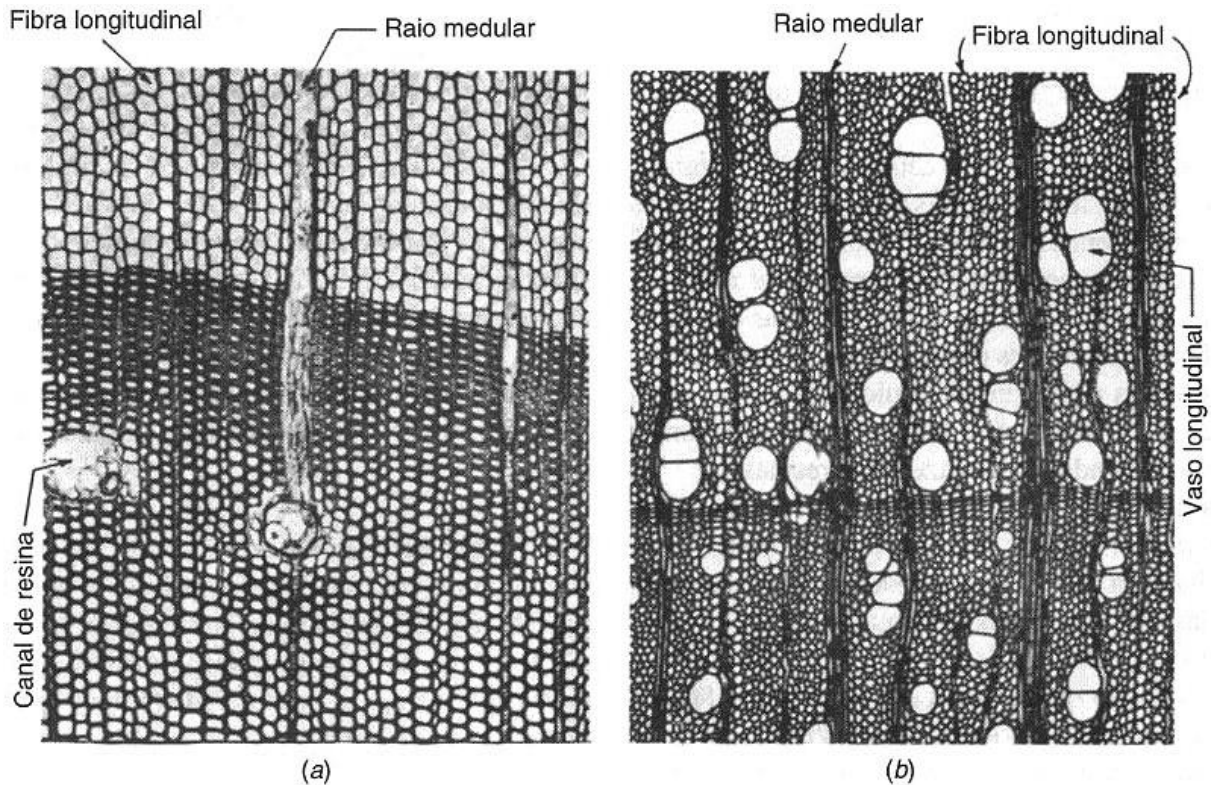 Fibra longitudinal
Raio medular
Canal de resina
(a)
Raio medular
Fibra longitudinal
Vaso longitudinal
(b)